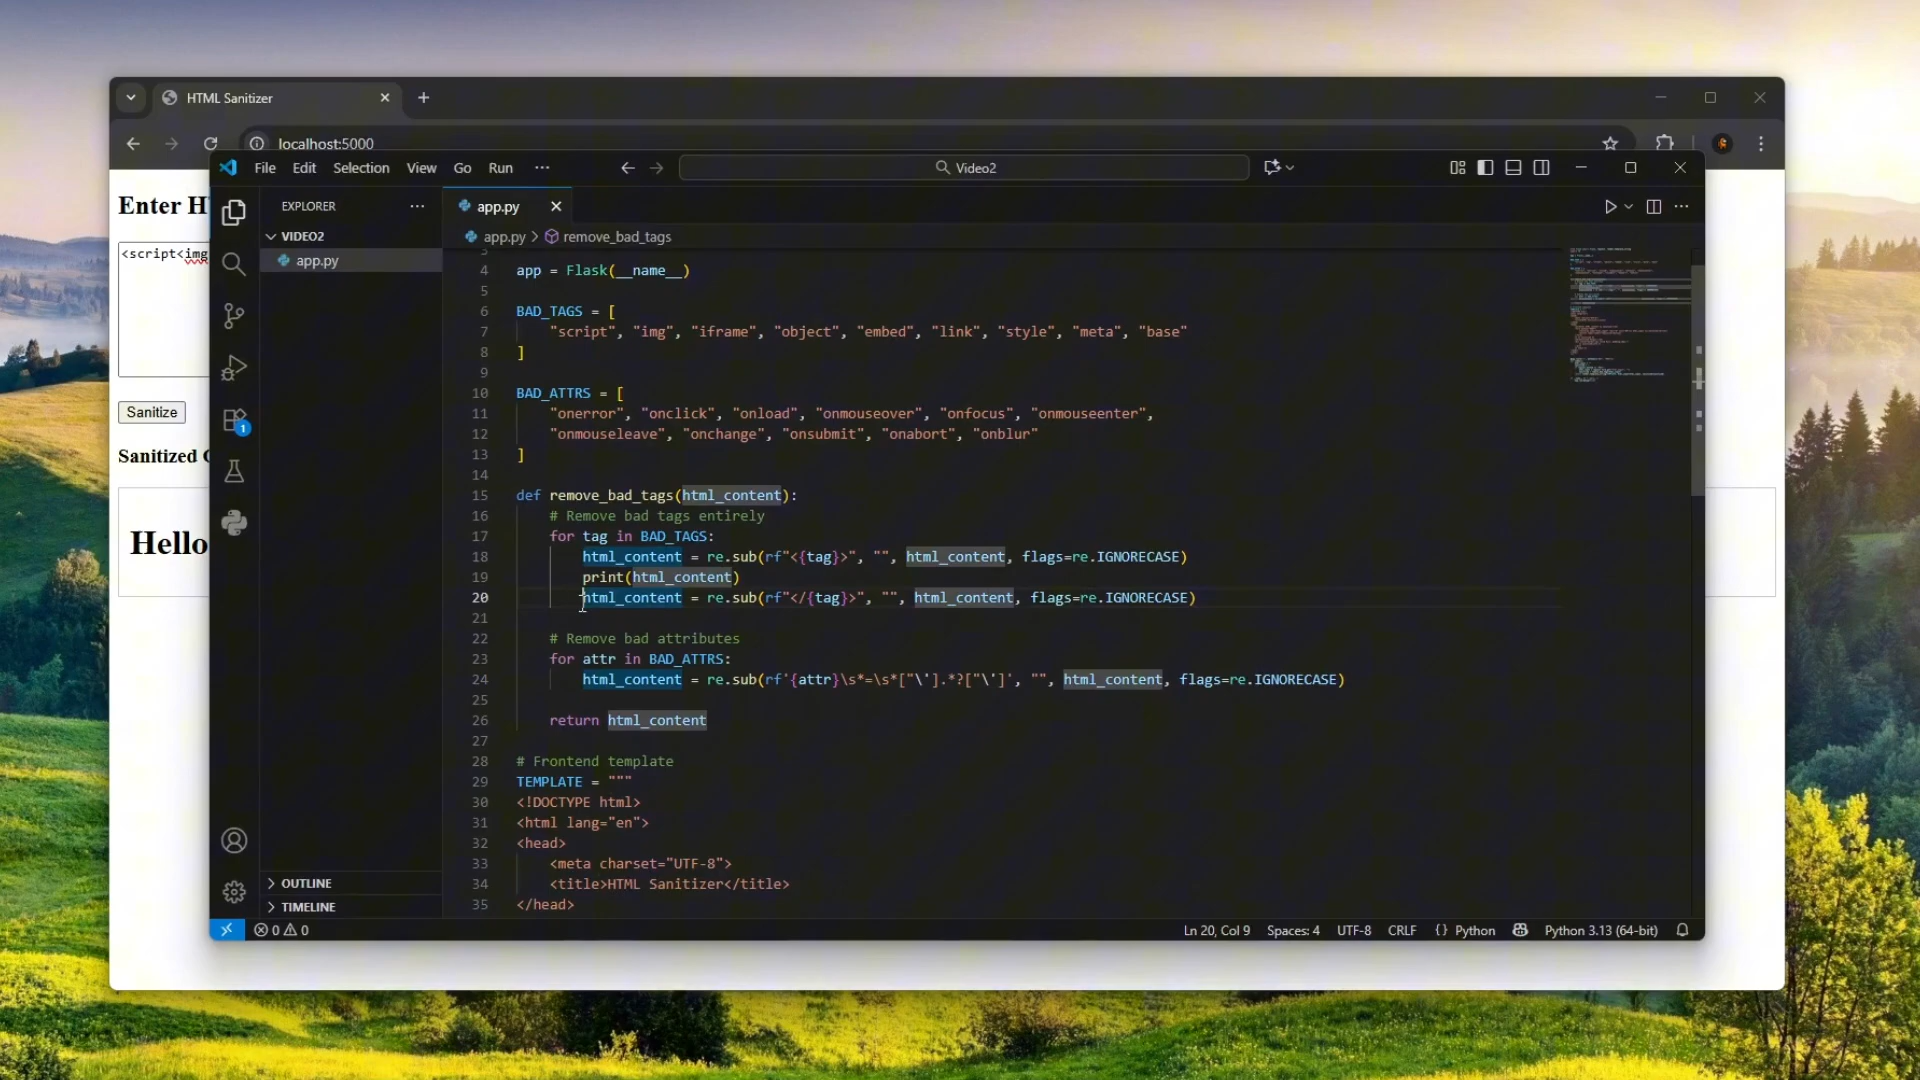 HTML Sanitizer
localhost:5000
File Edit Selection View Go Run ··· Video2
Enter H
<script<img
Sanitize
Sanitized
Hello
EXPLORER
VIDEO2
app.py
1
OUTLINE
TIMELINE
app.py
app.py > remove_bad_tags
3
4 app = Flask(__name__)
5
6 BAD_TAGS = [
7     "script", "img", "iframe", "object", "embed", "link", "style", "meta", "base"
8 ]
9
10 BAD_ATTRS = [
11     "onerror", "onclick", "onload", "onmouseover", "onfocus", "onmouseenter",
12     "onmouseleave", "onchange", "onsubmit", "onabort", "onblur"
13 ]
14
15 def remove_bad_tags(html_content):
16     # Remove bad tags entirely
17     for tag in BAD_TAGS:
18         html_content = re.sub(rf"<{tag}>", "", html_content, flags=re.IGNORECASE)
19         print(html_content)
20         html_content = re.sub(rf"</{tag}>", "", html_content, flags=re.IGNORECASE)
21
22     # Remove bad attributes
23     for attr in BAD_ATTRS:
24         html_content = re.sub(rf'{attr}\s*=\s*["\'].*?["\']', "", html_content, flags=re.IGNORECASE)
25
26     return html_content
27
28 # Frontend template
29 TEMPLATE = """
30 <!DOCTYPE html>
31 <html lang="en">
32 <head>
33     <meta charset="UTF-8">
34     <title>HTML Sanitizer</title>
35 </head>
0 0 Ln 20, Col 9 Spaces: 4 UTF-8 CRLF {} Python Python 3.13 (64-bit)